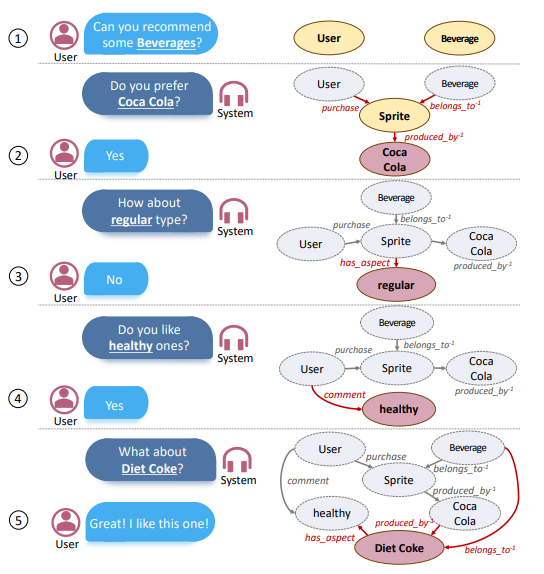 1
Can you recommend
some Beverages?
User
User
Beverage
Do you prefer
Coca Cola?
System
User
Beverage
purchase
belongs_to-1
Sprite
produced_by-1
Coca
Cola
2
Yes
User
How about
regular type?
System
Beverage
purchase
belongs_to-1
User
Sprite
Coca
Cola
produced_by-1
has_aspect
regular
3
No
User
Do you like
healthy ones?
System
Beverage
purchase
belongs_to-1
User
Sprite
Coca
Cola
produced_by-1
comment
healthy
4
Yes
User
What about
Diet Coke?
System
User
Beverage
purchase
belongs_to-1
Sprite
comment
produced_by-1
healthy
Coca
Cola
produced_by-1
has_aspect
Diet Coke
belongs_to-1
5
Great! I like this one!
User